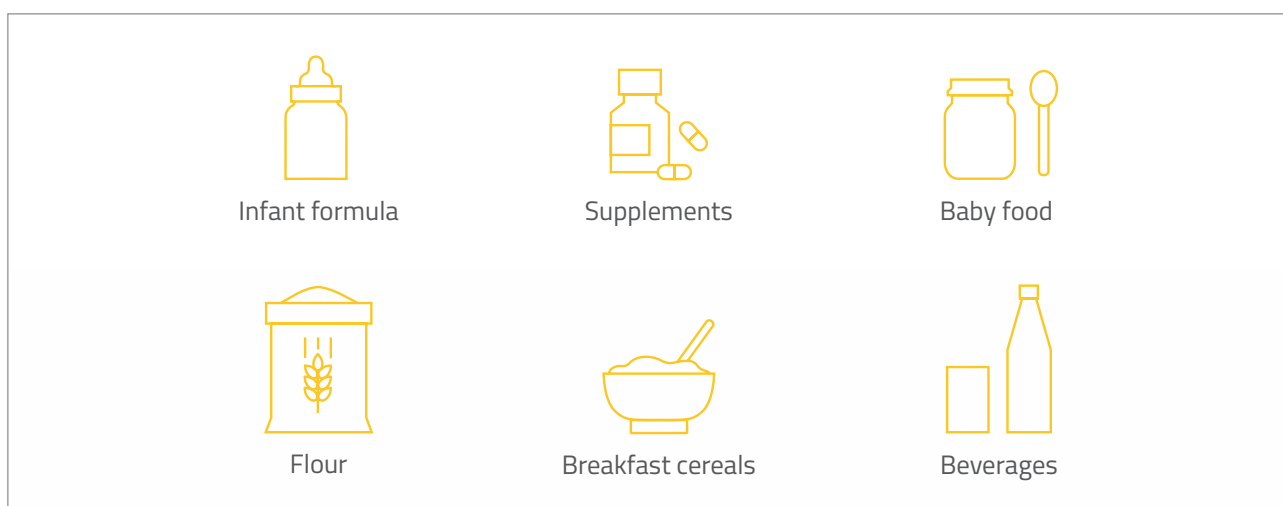 Infant formula
Supplements
Baby food
Flour
Breakfast cereals
Beverages